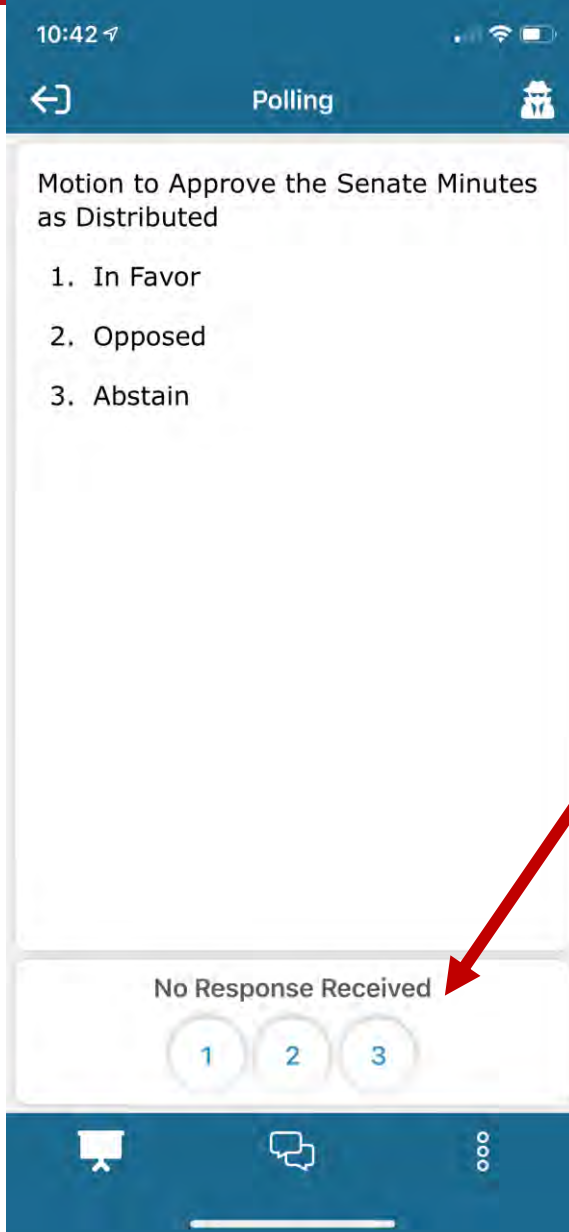 10:42
Polling
Motion to Approve the Senate Minutes
as Distributed
1. In Favor
2. Opposed
3. Abstain
No Response Received
1 2 3